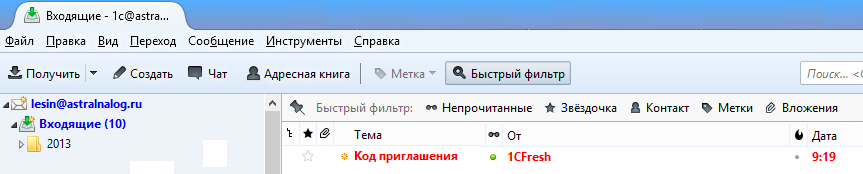 Входящие - 1c@astra...
Файл Правка Вид Переход Сообщение Инструменты Справка
Получить Создать Чат Адресная книга Метка Быстрый фильтр Поиск... <C
lesin@astralnalog.ru
Быстрый фильтр: Непрочитанные Звёздочка Контакт Метки Вложения
Входящие (10)
Тема От Дата
2013
Код приглашения 1CFresh 9:19